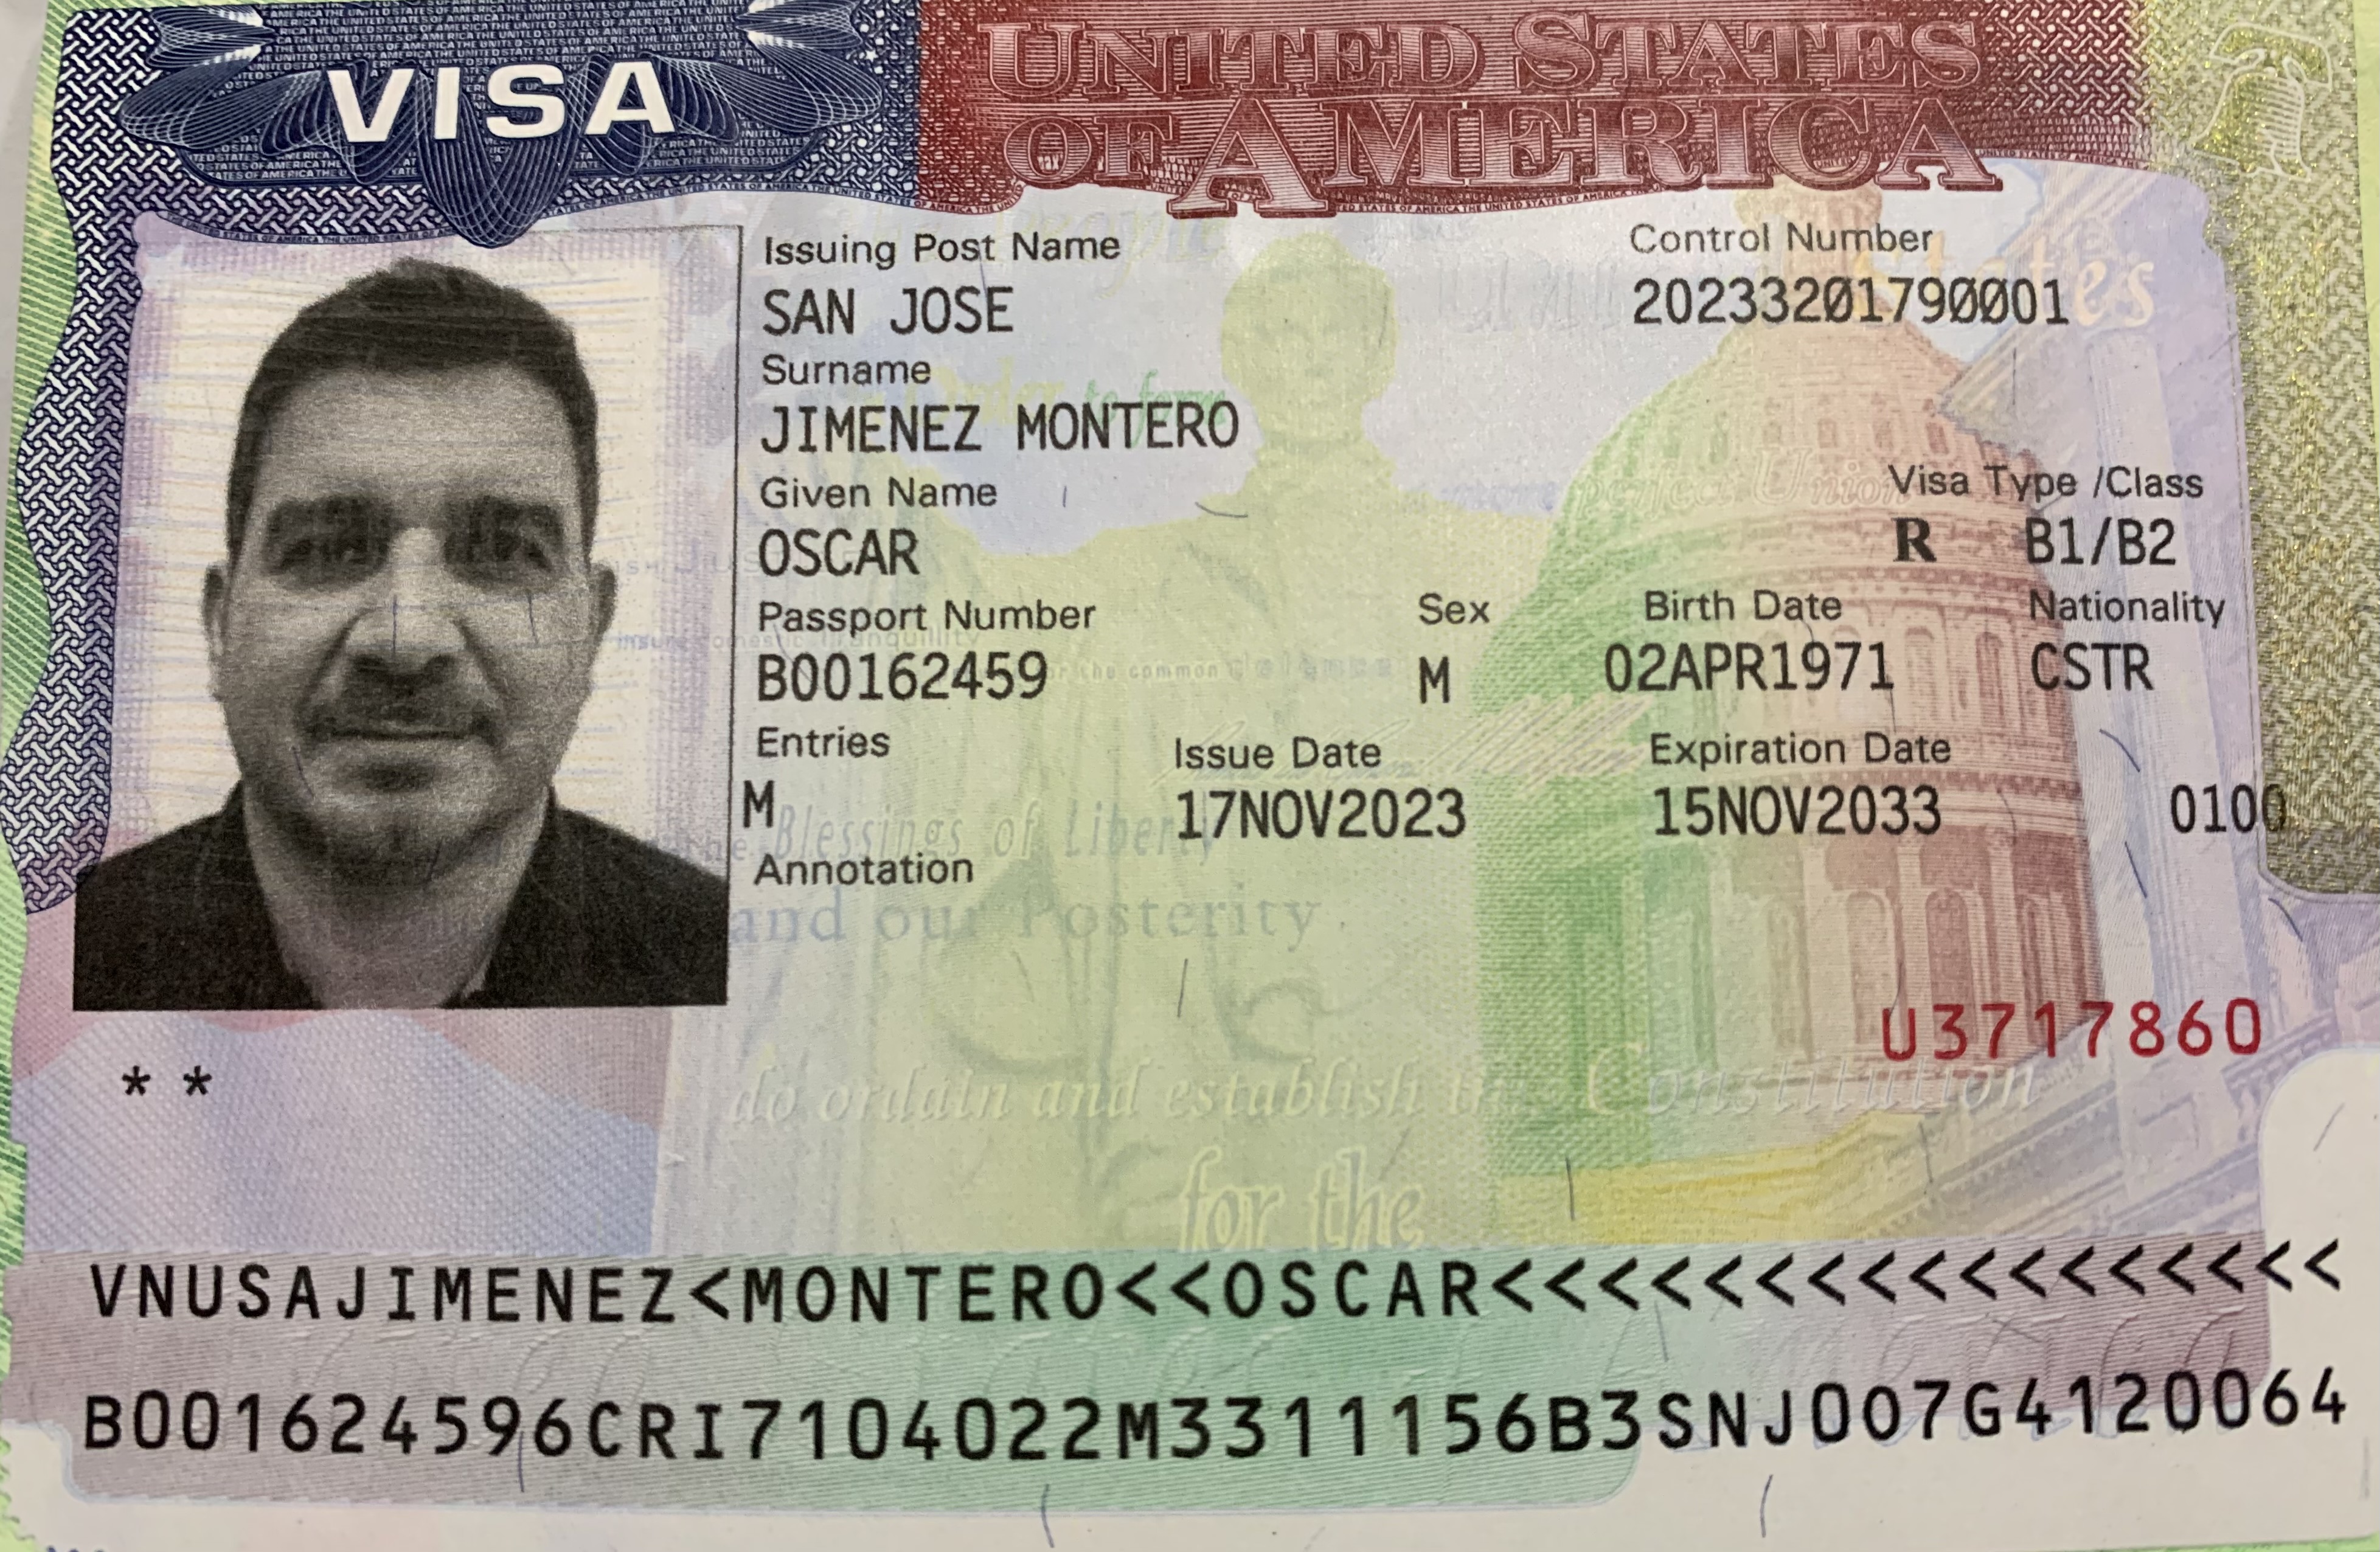 VISA
UNITED STATES
OF AMERICA
Issuing Post Name
Control Number
SAN JOSE
20233201790001
Surname
JIMENEZ MONTERO
Given Name
Visa Type /Class
OSCAR
R B1/B2
Passport Number
Sex
Birth Date
Nationality
B00162459
M
02APR1971
CSTR
Entries
Issue Date
Expiration Date
M
17NOV2023
15NOV2033
0100
Blessings of Liberty
Annotation
and our Posterity
U3717860
* *
do ordain and establish this Constitution
for the
VNUSAJIMENEZ<MONTERO<<OSCAR<<<<<<<<<<<<<<<<<
B001624596CRI7104022M3311156B3SNJ007G4120064